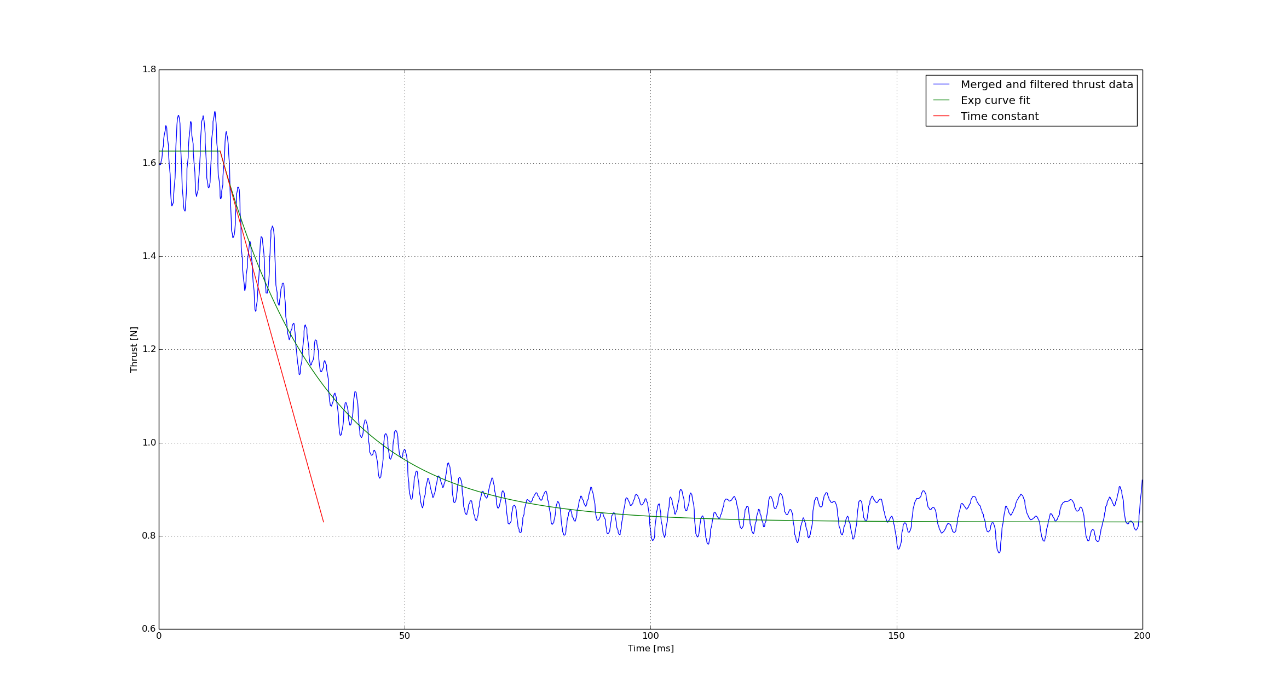 1.8
Merged and filtered thrust data
Exp curve fit
Time constant
1.6
1.4
1.2
Thrust [N]
1.0
0.8
0.6
0 50 100 150 200
Time [ms]